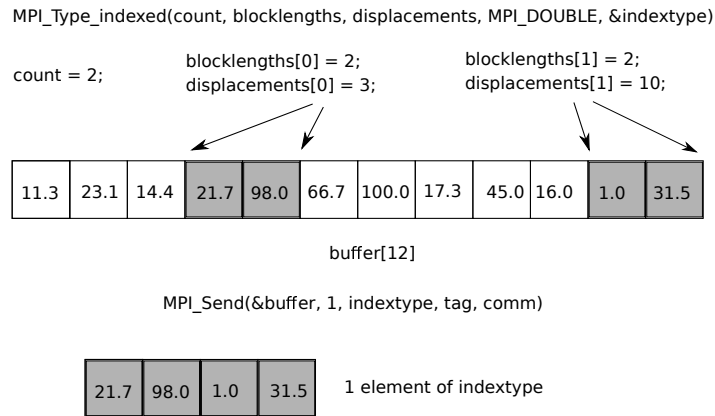 MPI_Type_indexed(count, blocklengths, displacements, MPI_DOUBLE, &indextype)
count = 2;
blocklengths[0] = 2;
displacements[0] = 3;
blocklengths[1] = 2;
displacements[1] = 10;
11.3 23.1 14.4 21.7 98.0 66.7 100.0 17.3 45.0 16.0 1.0 31.5
buffer[12]
MPI_Send(&buffer, 1, indextype, tag, comm)
21.7 98.0 1.0 31.5 1 element of indextype